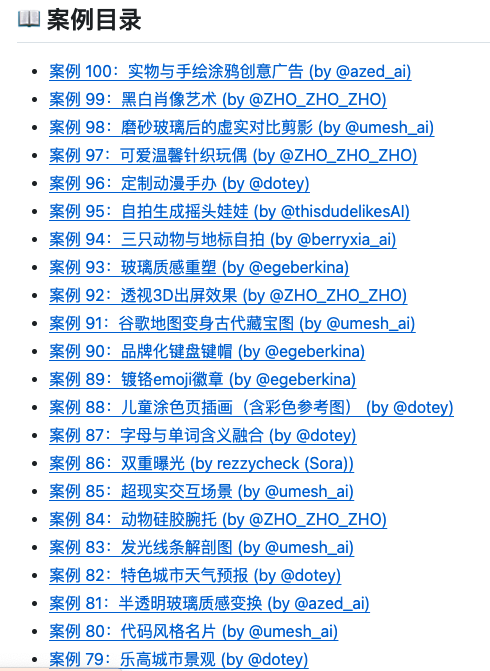 📖 案例目录
• 案例 100：实物与手绘涂鸦创意广告 (by @azed_ai)
• 案例 99：黑白肖像艺术 (by @ZHO_ZHO_ZHO)
• 案例 98：磨砂玻璃后的虚实对比剪影 (by @umesh_ai)
• 案例 97：可爱温馨针织玩偶 (by @ZHO_ZHO_ZHO)
• 案例 96：定制动漫手办 (by @dotey)
• 案例 95：自拍生成摇头娃娃 (by @thisdudelikesAI)
• 案例 94：三只动物与地标自拍 (by @berryxia_ai)
• 案例 93：玻璃质感重塑 (by @egeberkina)
• 案例 92：透视3D出屏效果 (by @ZHO_ZHO_ZHO)
• 案例 91：谷歌地图变身古代藏宝图 (by @umesh_ai)
• 案例 90：品牌化键盘键帽 (by @egeberkina)
• 案例 89：镀铬emoji徽章 (by @egeberkina)
• 案例 88：儿童涂色页插画（含彩色参考图） (by @dotey)
• 案例 87：字母与单词含义融合 (by @dotey)
• 案例 86：双重曝光 (by rezzycheck (Sora))
• 案例 85：超现实交互场景 (by @umesh_ai)
• 案例 84：动物硅胶腕托 (by @ZHO_ZHO_ZHO)
• 案例 83：发光线条解剖图 (by @umesh_ai)
• 案例 82：特色城市天气预报 (by @dotey)
• 案例 81：半透明玻璃质感变换 (by @azed_ai)
• 案例 80：代码风格名片 (by @umesh_ai)
• 案例 79：乐高城市景观 (by @dotey)